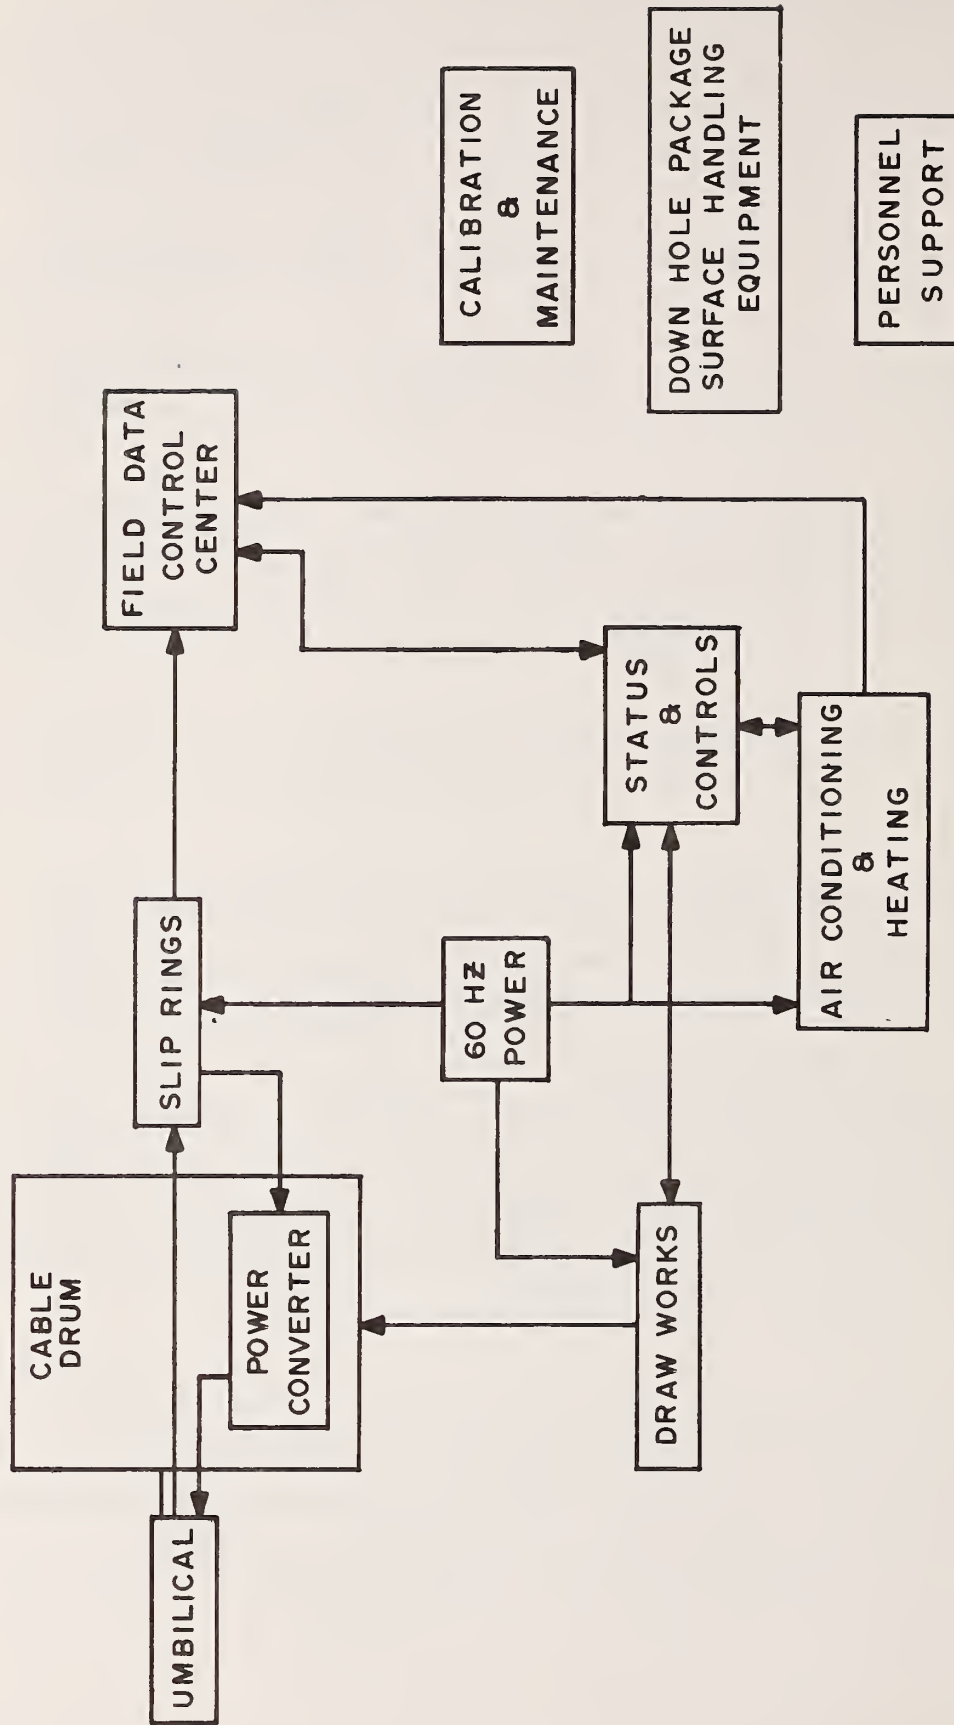 CABLE
DRUM
UMBILICAL
POWER
CONVERTER
SLIP RINGS
FIELD DATA
CONTROL
CENTER
60 HZ
POWER
DRAW WORKS
STATUS
&
CONTROLS
AIR CONDITIONING
&
HEATING
CALIBRATION
&
MAINTENANCE
DOWN HOLE PACKAGE
SURFACE HANDLING
EQUIPMENT
PERSONNEL
SUPPORT